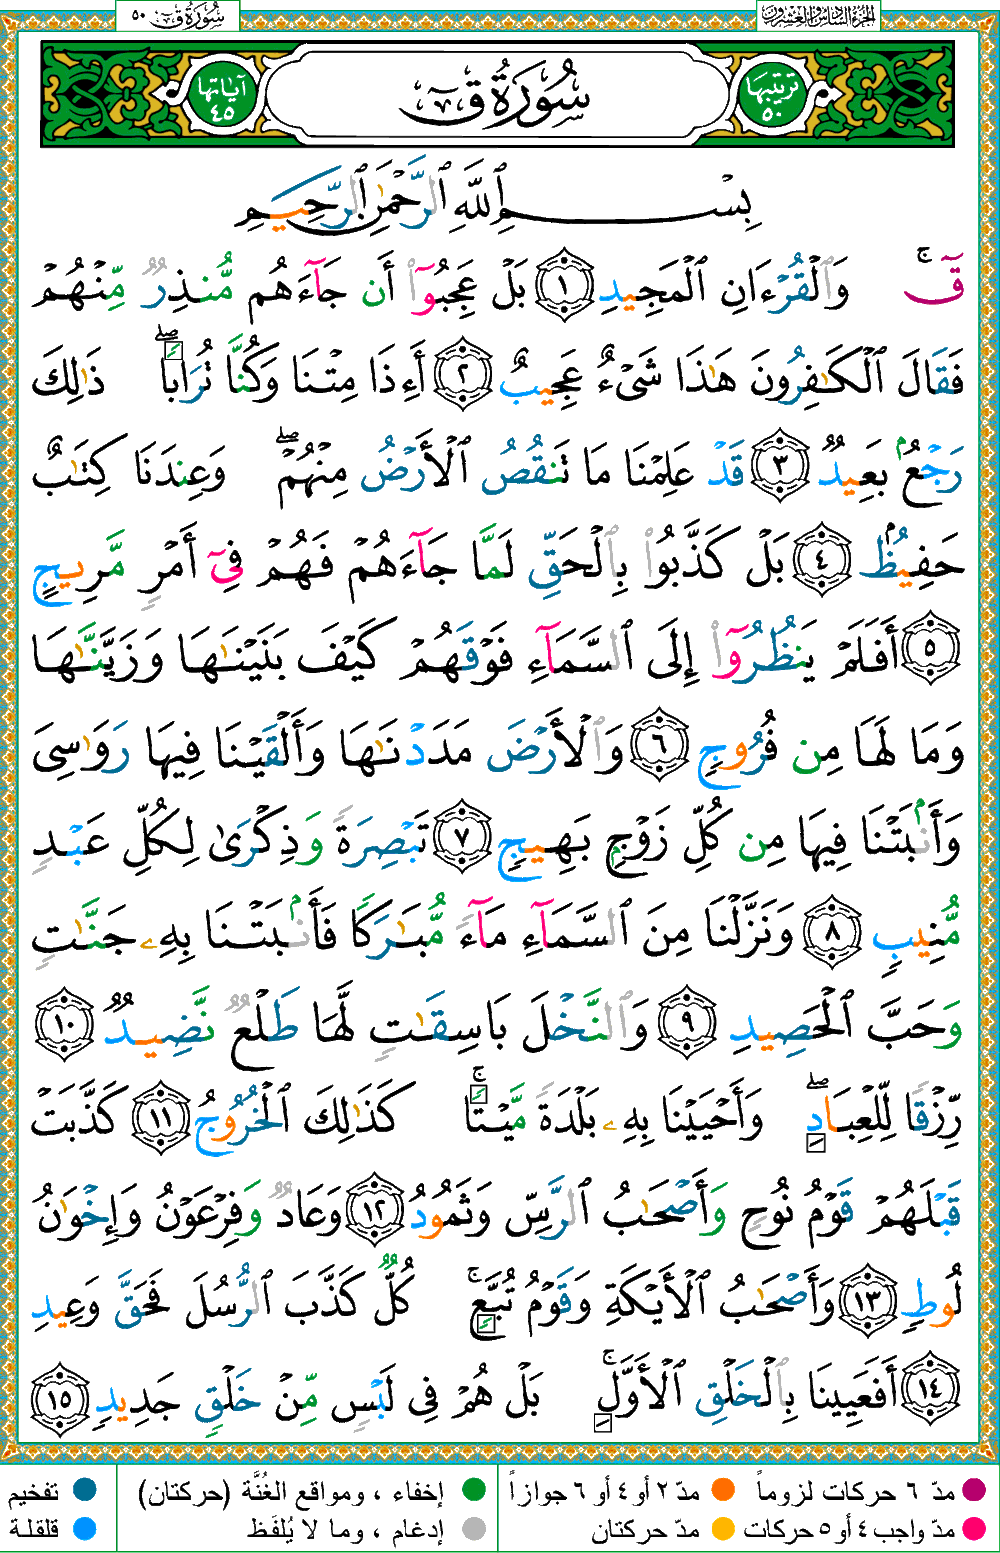 الجزء السادس والعشرون
سُورَةُ ق ٥٠
ترتيبها ٥٠ سُورَةُ قٓ آياتها ٤٥
بِسْمِ ٱللَّهِ ٱلرَّحْمَٰنِ ٱلرَّحِيمِ
قٓ ۚ وَٱلْقُرْءَانِ ٱلْمَجِيدِ ١ بَلْ عَجِبُوٓا۟ أَن جَآءَهُم مُّنذِرٌ مِّنْهُمْ
فَقَالَ ٱلْكَٰفِرُونَ هَٰذَا شَىْءٌ عَجِيبٌ ٢ أَءِذَا مِتْنَا وَكُنَّا تُرَابًا ۖ ذَٰلِكَ
رَجْعٌۢ بَعِيدٌ ٣ قَدْ عَلِمْنَا مَا تَنقُصُ ٱلْأَرْضُ مِنْهُمْ ۖ وَعِندَنَا كِتَٰبٌ
حَفِيظٌۢ ٤ بَلْ كَذَّبُوا۟ بِٱلْحَقِّ لَمَّا جَآءَهُمْ فَهُمْ فِىٓ أَمْرٍ مَّرِيجٍ
٥ أَفَلَمْ يَنظُرُوٓا۟ إِلَى ٱلسَّمَآءِ فَوْقَهُمْ كَيْفَ بَنَيْنَٰهَا وَزَيَّنَّٰهَا
وَمَا لَهَا مِن فُرُوجٍ ٦ وَٱلْأَرْضَ مَدَدْنَٰهَا وَأَلْقَيْنَا فِيهَا رَوَٰسِىَ
وَأَنۢبَتْنَا فِيهَا مِن كُلِّ زَوْجٍۭ بَهِيجٍ ٧ تَبْصِرَةً وَذِكْرَىٰ لِكُلِّ عَبْدٍ
مُّنِيبٍ ٨ وَنَزَّلْنَا مِنَ ٱلسَّمَآءِ مَآءً مُّبَٰرَكًا فَأَنۢبَتْنَا بِهِۦ جَنَّٰتٍ
وَحَبَّ ٱلْحَصِيدِ ٩ وَٱلنَّخْلَ بَاسِقَٰتٍ لَّهَا طَلْعٌ نَّضِيدٌ ١٠
رِّزْقًا لِّلْعِبَادِ ۖ وَأَحْيَيْنَا بِهِۦ بَلْدَةً مَّيْتًا ۚ كَذَٰلِكَ ٱلْخُرُوجُ ١١ كَذَّبَتْ
قَبْلَهُمْ قَوْمُ نُوحٍ وَأَصْحَٰبُ ٱلرَّسِّ وَثَمُودُ ١٢ وَعَادٌ وَفِرْعَوْنُ وَإِخْوَٰنُ
لُوطٍ ١٣ وَأَصْحَٰبُ ٱلْأَيْكَةِ وَقَوْمُ تُبَّعٍ ۚ كُلٌّ كَذَّبَ ٱلرُّسُلَ فَحَقَّ وَعِيدِ
١٤ أَفَعَيِينَا بِٱلْخَلْقِ ٱلْأَوَّلِ ۚ بَلْ هُمْ فِى لَبْسٍ مِّنْ خَلْقٍ جَدِيدٍ ١٥
مدّ ٦ حركات لزوماً مدّ ٢ أو ٤ أو ٦ جوازاً إخفاء ، ومواقع الغُنَّة (حركتان) تفخيم
مدّ واجب ٤ أو ٥ حركات مدّ حركتان إدغام ، وما لا يُلفَظ قلقلة